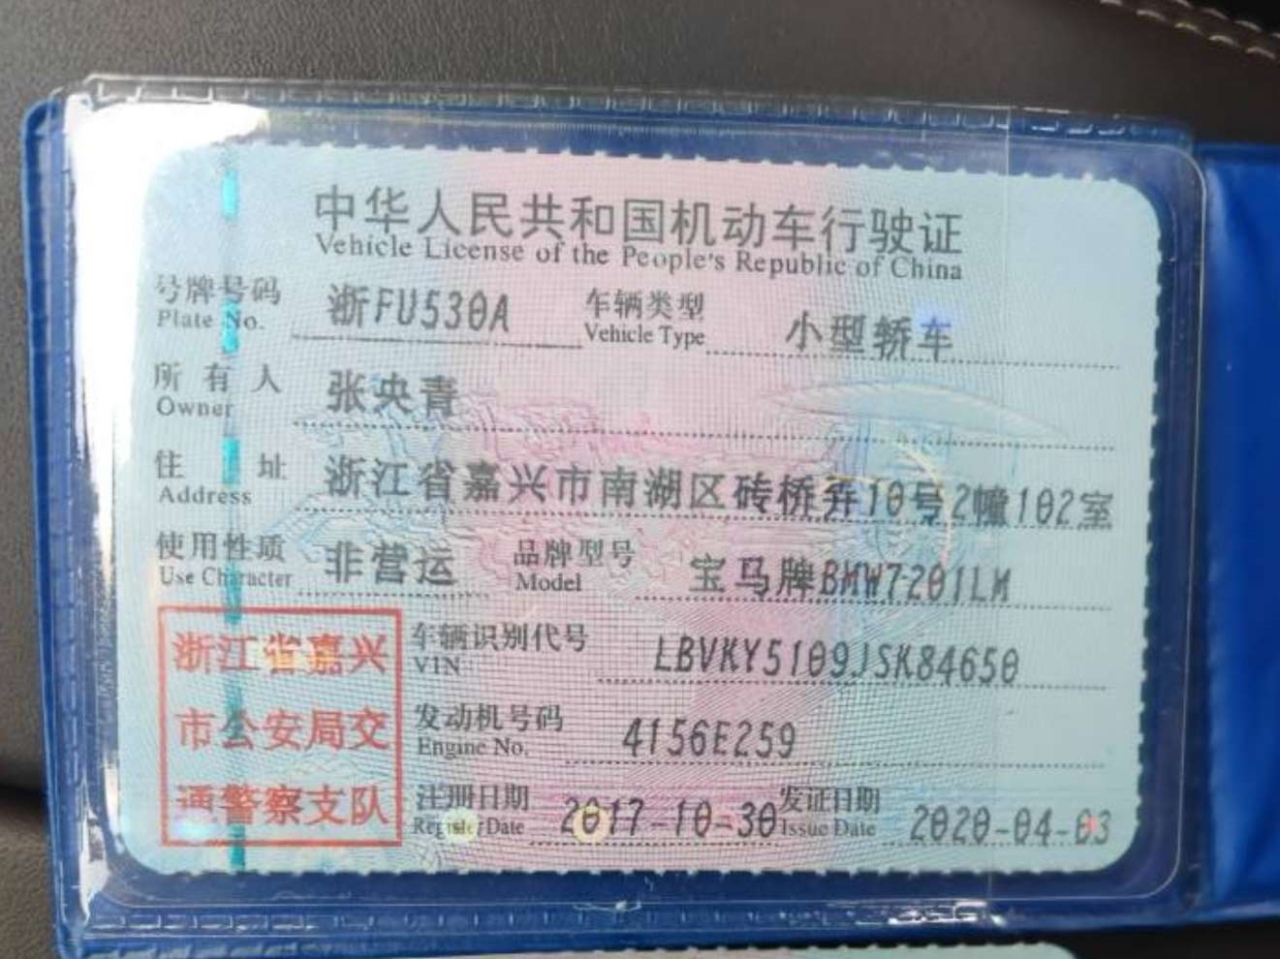 中华人民共和国机动车行驶证
Vehicle License of the People's Republic of China
号牌号码 浙FU530A 车辆类型 小型轿车
Plate No. Vehicle Type
所有人 张央青
Owner
住址 浙江省嘉兴市南湖区砖桥弄10号2幢102室
Address
使用性质 非营运 品牌型号 宝马牌BMW7201LM
Use Character Model
浙江省嘉兴
市公安局交
通警察支队
车辆识别代号 LBVKY5109JSK84650
VIN
发动机号码 4156E259
Engine No.
注册日期 2017-10-30 发证日期 2020-04-03
Register Date Issue Date